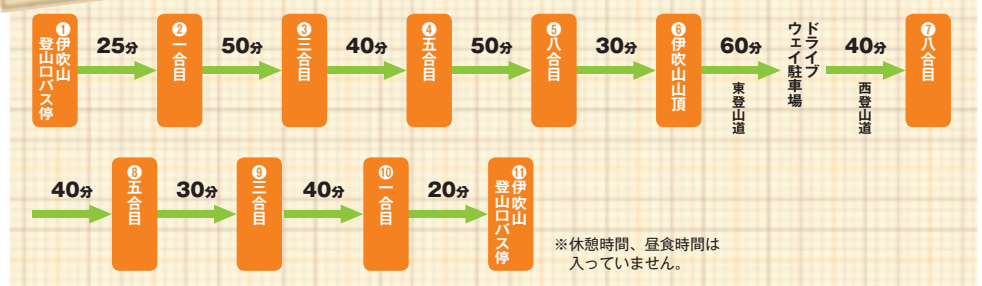 ❶伊吹山
登山口バス停
25分
❷一合目
50分
❸三合目
40分
❹五合目
50分
❺八合目
30分
❻伊吹山山頂
60分
東登山道
ドライブ
ウェイ駐車場
40分
西登山道
❼八合目
40分
❽五合目
30分
❾三合目
40分
❿一合目
20分
⓫伊吹山
登山口バス停
※休憩時間、昼食時間は
入っていません。